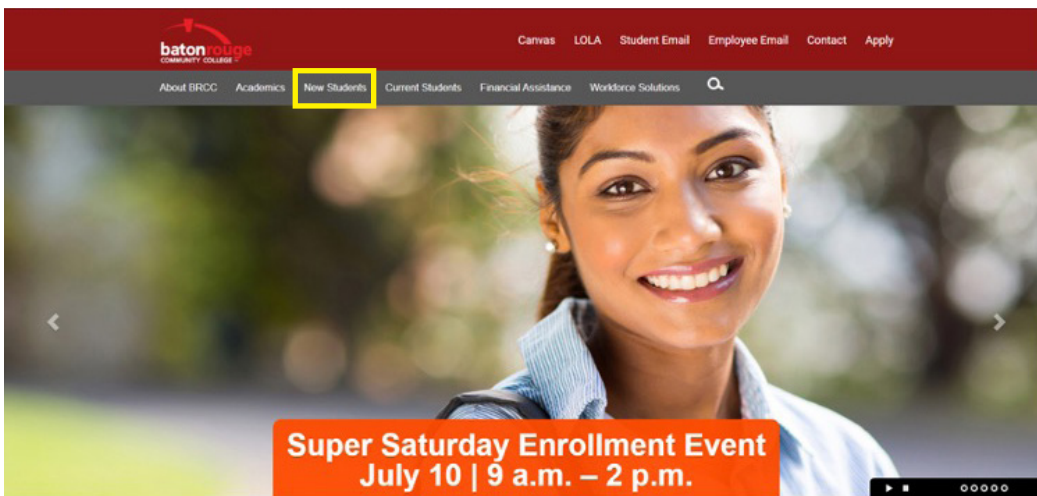 baton rouge
COMMUNITY COLLEGE
Canvas LOLA Student Email Employee Email Contact Apply
About BRCC Academics New Students Current Students Financial Assistance Workforce Solutions
Super Saturday Enrollment Event
July 10 | 9 a.m. – 2 p.m.